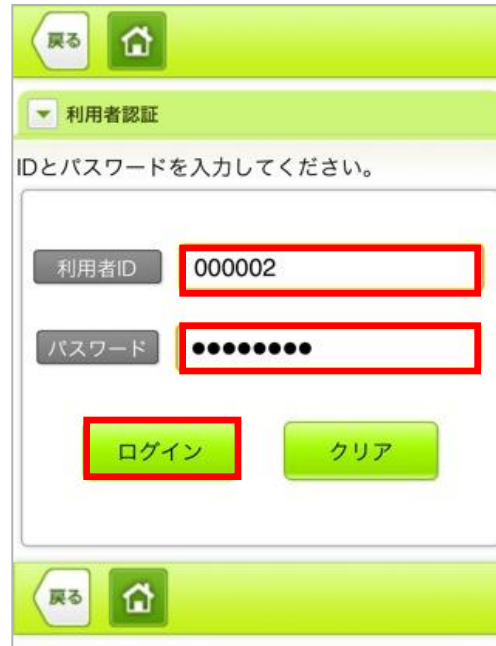 戻る
利用者認証
IDとパスワードを入力してください。
利用者ID 000002
パスワード ●●●●●●●●
ログイン クリア
戻る